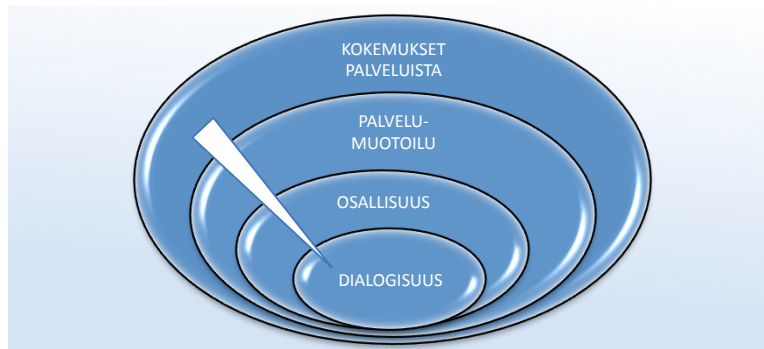 KOKEMUKSET
PALVELUISTA
PALVELU-
MUOTOILU
OSALLISUUS
DIALOGISUUS